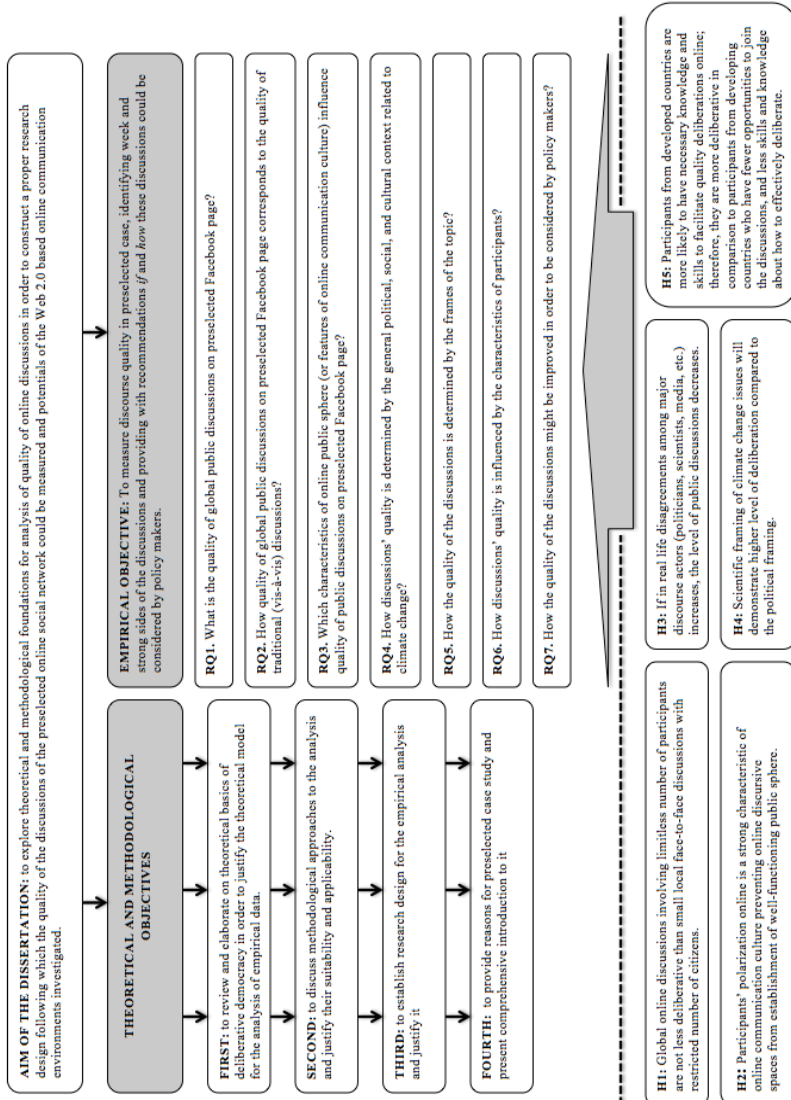 AIM OF THE DISSERTATION: to explore theoretical and methodological foundations for analysis of quality of online discussions in order to construct a proper research
design following which the quality of the discussions of the preselected online social network could be measured and potentials of the Web 2.0 based online communication
environments investigated.
THEORETICAL AND METHODOLOGICAL
OBJECTIVES
FIRST: to review and elaborate on theoretical basics of
deliberative democracy in order to justify the theoretical model
for the analysis of empirical data.
SECOND: to discuss methodological approaches to the analysis
and justify their suitability and applicability.
THIRD: to establish research design for the empirical analysis
and justify it
FOURTH: to provide reasons for preselected case study and
present comprehensive introduction to it
EMPIRICAL OBJECTIVE: To measure discourse quality in preselected case, identifying week and
strong sides of the discussions and providing with recommendations if and how these discussions could be
considered by policy makers.
RQ1. What is the quality of global public discussions on preselected Facebook page?
RQ2. How quality of global public discussions on preselected Facebook page corresponds to the quality of
traditional (vis-à-vis) discussions?
RQ3. Which characteristics of online public sphere (or features of online communication culture) influence
quality of public discussions on preselected Facebook page?
RQ4. How discussions' quality is determined by the general political, social, and cultural context related to
climate change?
RQ5. How the quality of the discussions is determined by the frames of the topic?
RQ6. How discussions' quality is influenced by the characteristics of participants?
RQ7. How the quality of the discussions might be improved in order to be considered by policy makers?
H1: Global online discussions involving limitless number of participants
are not less deliberative than small local face-to-face discussions with
restricted number of citizens.
H2: Participants' polarization online is a strong characteristic of
online communication culture preventing online discursive
spaces from establishment of well-functioning public sphere.
H3: If in real life disagreements among major
discourse actors (politicians, scientists, media, etc.)
increases, the level of public discussions decreases.
H4: Scientific framing of climate change issues will
demonstrate higher level of deliberation compared to
the political framing.
H5: Participants from developed countries are
more likely to have necessary knowledge and
skills to facilitate quality deliberations online;
therefore, they are more deliberative in
comparison to participants from developing
countries who have fewer opportunities to join
the discussions, and less skills and knowledge
about how to effectively deliberate.